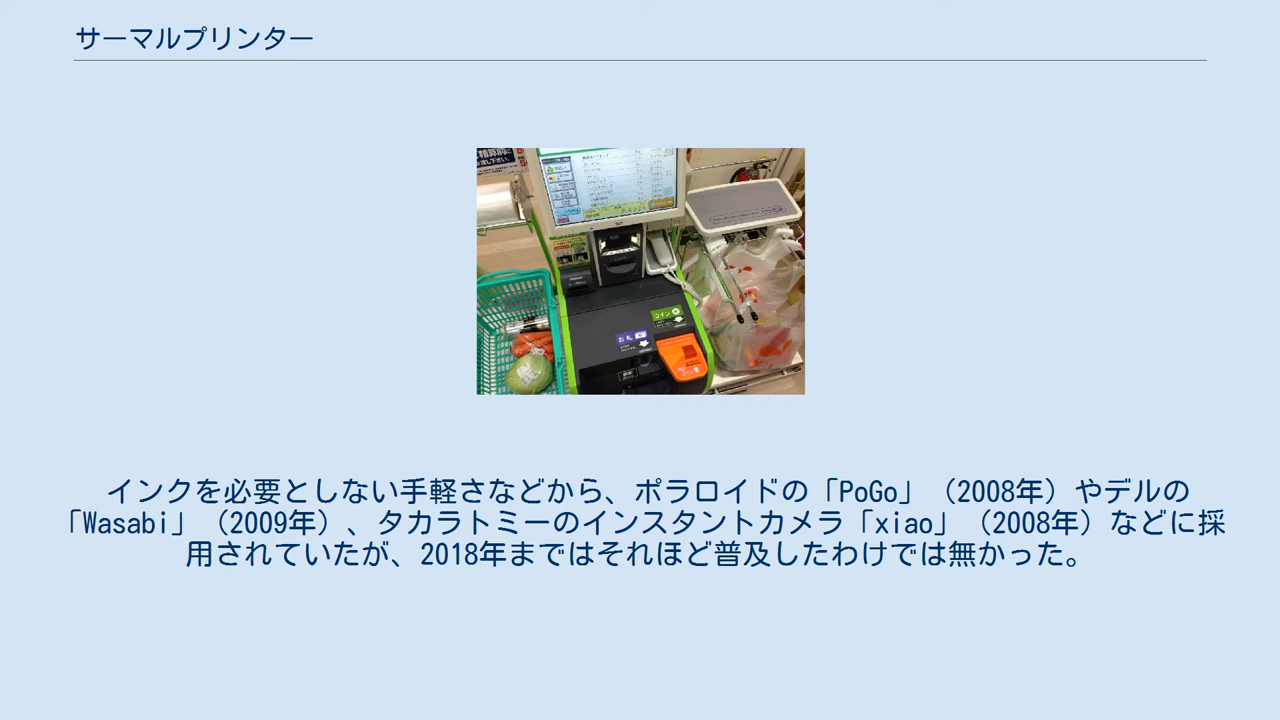 サーマルプリンター
コイン
お札
インクを必要としない手軽さなどから、ポラロイドの「PoGo」（2008年）やデルの
「Wasabi」（2009年）、タカラトミーのインスタントカメラ「xiao」（2008年）などに採
用されていたが、2018年まではそれほど普及したわけでは無かった。